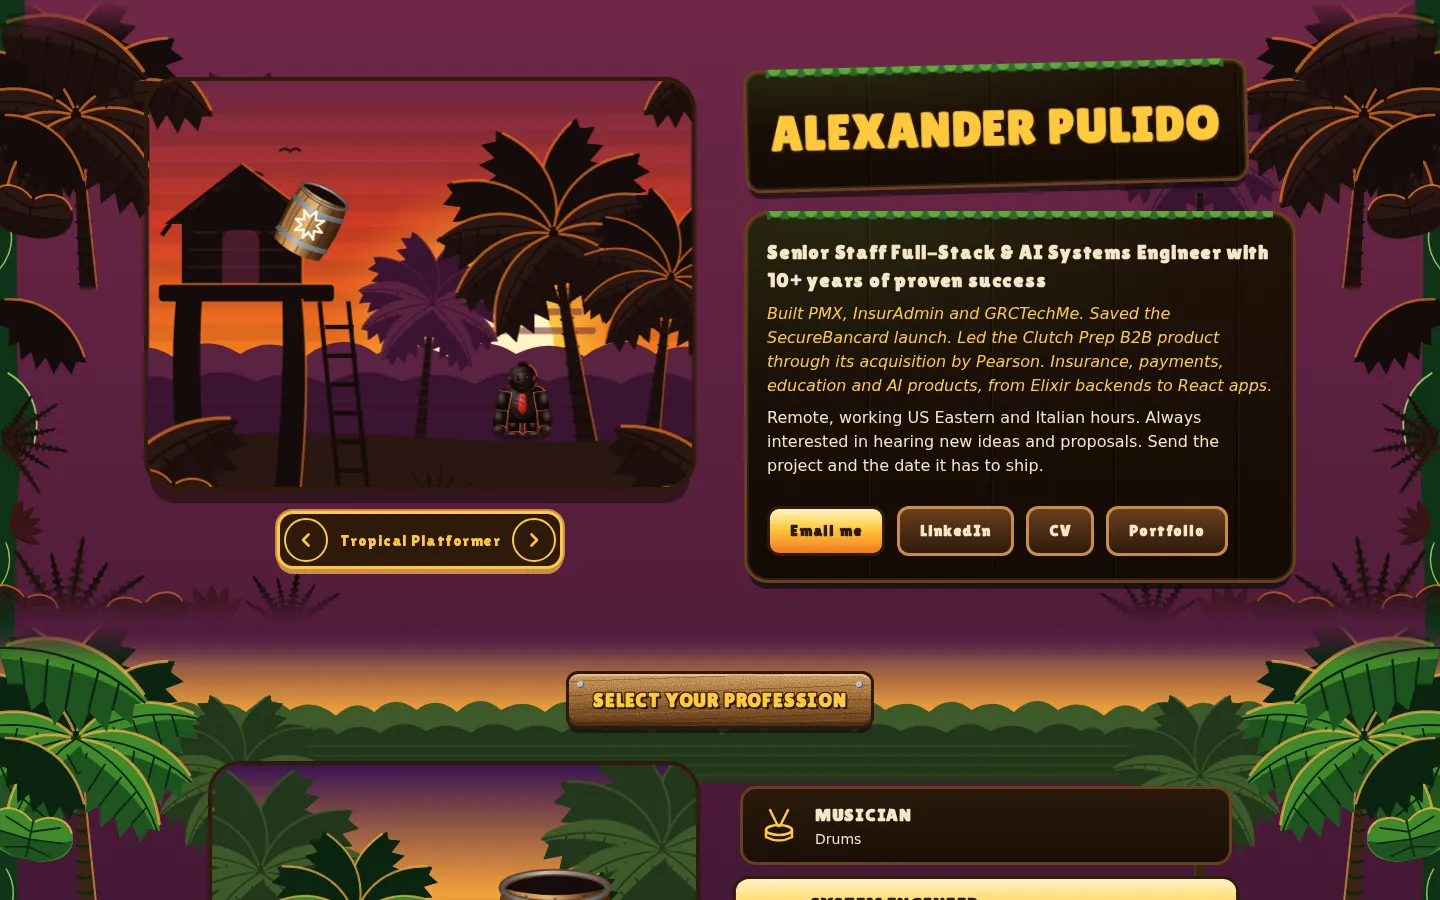 ALEXANDER PULIDO
Senior Staff Full-Stack & AI Systems Engineer with
10+ years of proven success
Built PMX, InsurAdmin and GRCTechMe. Saved the
SecureBancard launch. Led the Clutch Prep B2B product
through its acquisition by Pearson. Insurance, payments,
education and AI products, from Elixir backends to React apps.
Remote, working US Eastern and Italian hours. Always
interested in hearing new ideas and proposals. Send the
project and the date it has to ship.
Email me
LinkedIn
CV
Portfolio
Tropical Platformer
SELECT YOUR PROFESSION
MUSICIAN
Drums
SYSTEM ENGINEER